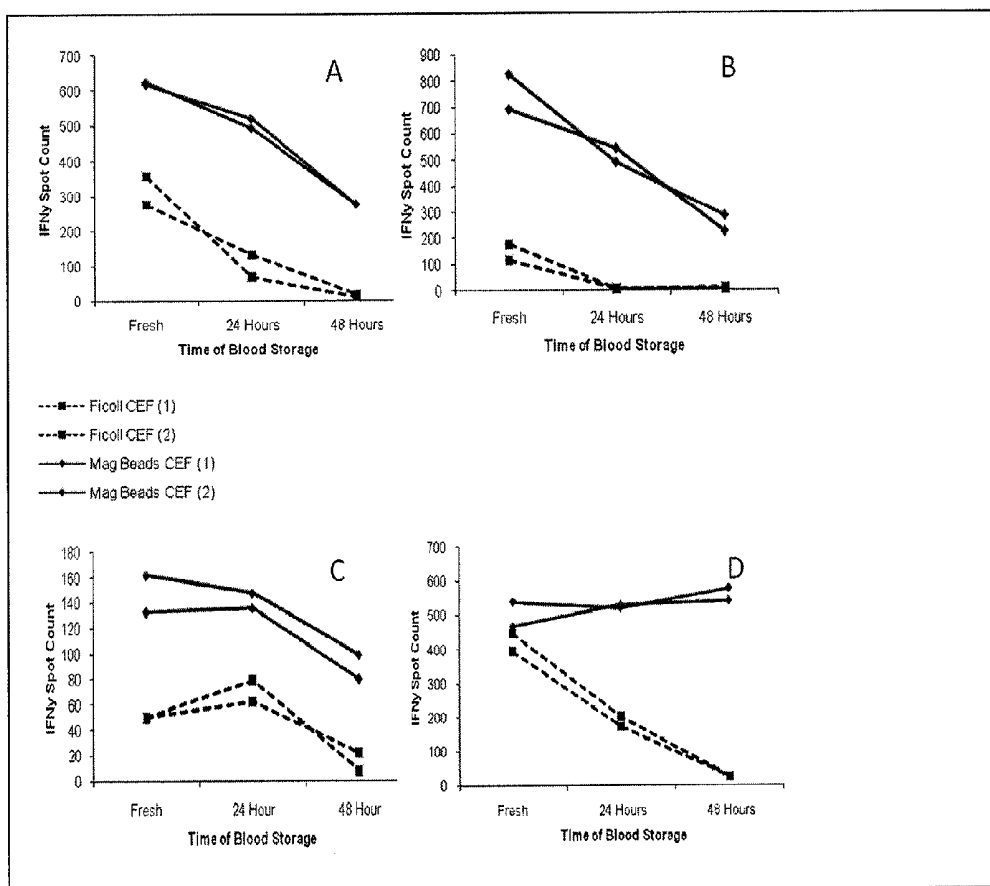 A
700
600
500
400
300
200
100
0
IFNγ Spot Count
Fresh
24 Hours
48 Hours
Time of Blood Storage
B
900
800
700
600
500
400
300
200
100
0
IFNγ Spot Count
Fresh
24 Hours
48 Hours
Time of Blood Storage
Ficoll CEF (1)
Ficoll CEF (2)
Mag Beads CEF (1)
Mag Beads CEF (2)
C
180
160
140
120
100
80
60
40
20
0
IFNγ Spot Count
Fresh
24 Hour
48 Hour
Time of Blood Storage
D
700
600
500
400
300
200
100
0
IFNγ Spot Count
Fresh
24 Hours
48 Hours
Time of Blood Storage